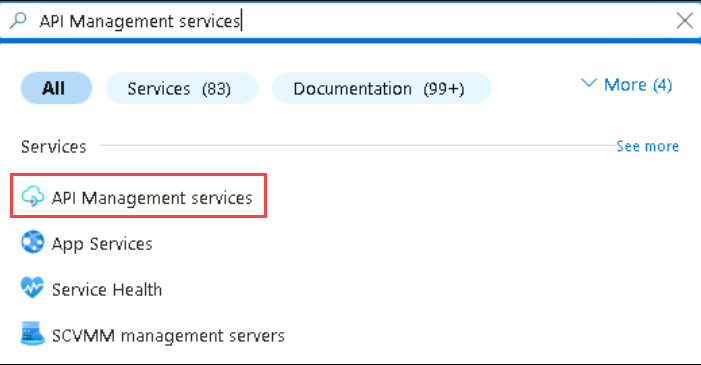 API Management services
All Services (83) Documentation (99+) More (4)
Services See more
API Management services
App Services
Service Health
SCVMM management servers